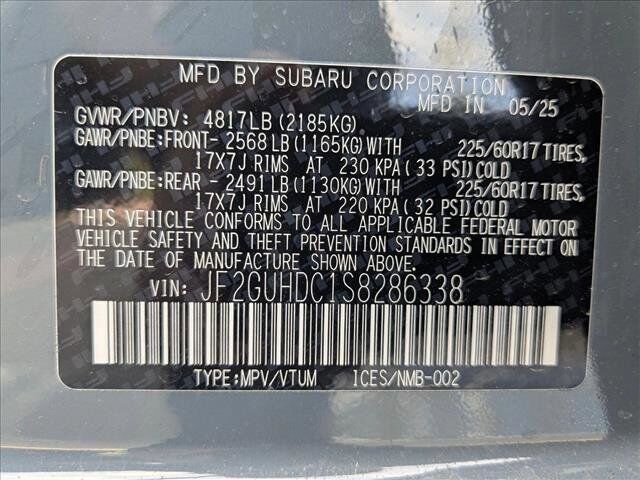 MFD BY SUBARU CORPORATION
MFD IN 05/25
GVWR/PNBV: 4817LB (2185KG)
GAWR/PNBE:FRONT- 2568 LB (1165KG) WITH 225/60R17 TIRES,
17X7J RIMS AT 230 KPA (33 PSI) COLD
GAWR/PNBE:REAR - 2491 LB (1130KG) WITH 225/60R17 TIRES,
17X7J RIMS AT 220 KPA (32 PSI) COLD
THIS VEHICLE CONFORMS TO ALL APPLICABLE FEDERAL MOTOR
VEHICLE SAFETY AND THEFT PREVENTION STANDARDS IN EFFECT ON
THE DATE OF MANUFACTURE SHOWN ABOVE.
VIN: JF2GUHDC1S8286338
TYPE:MPV/VTUM ICES/NMB-002